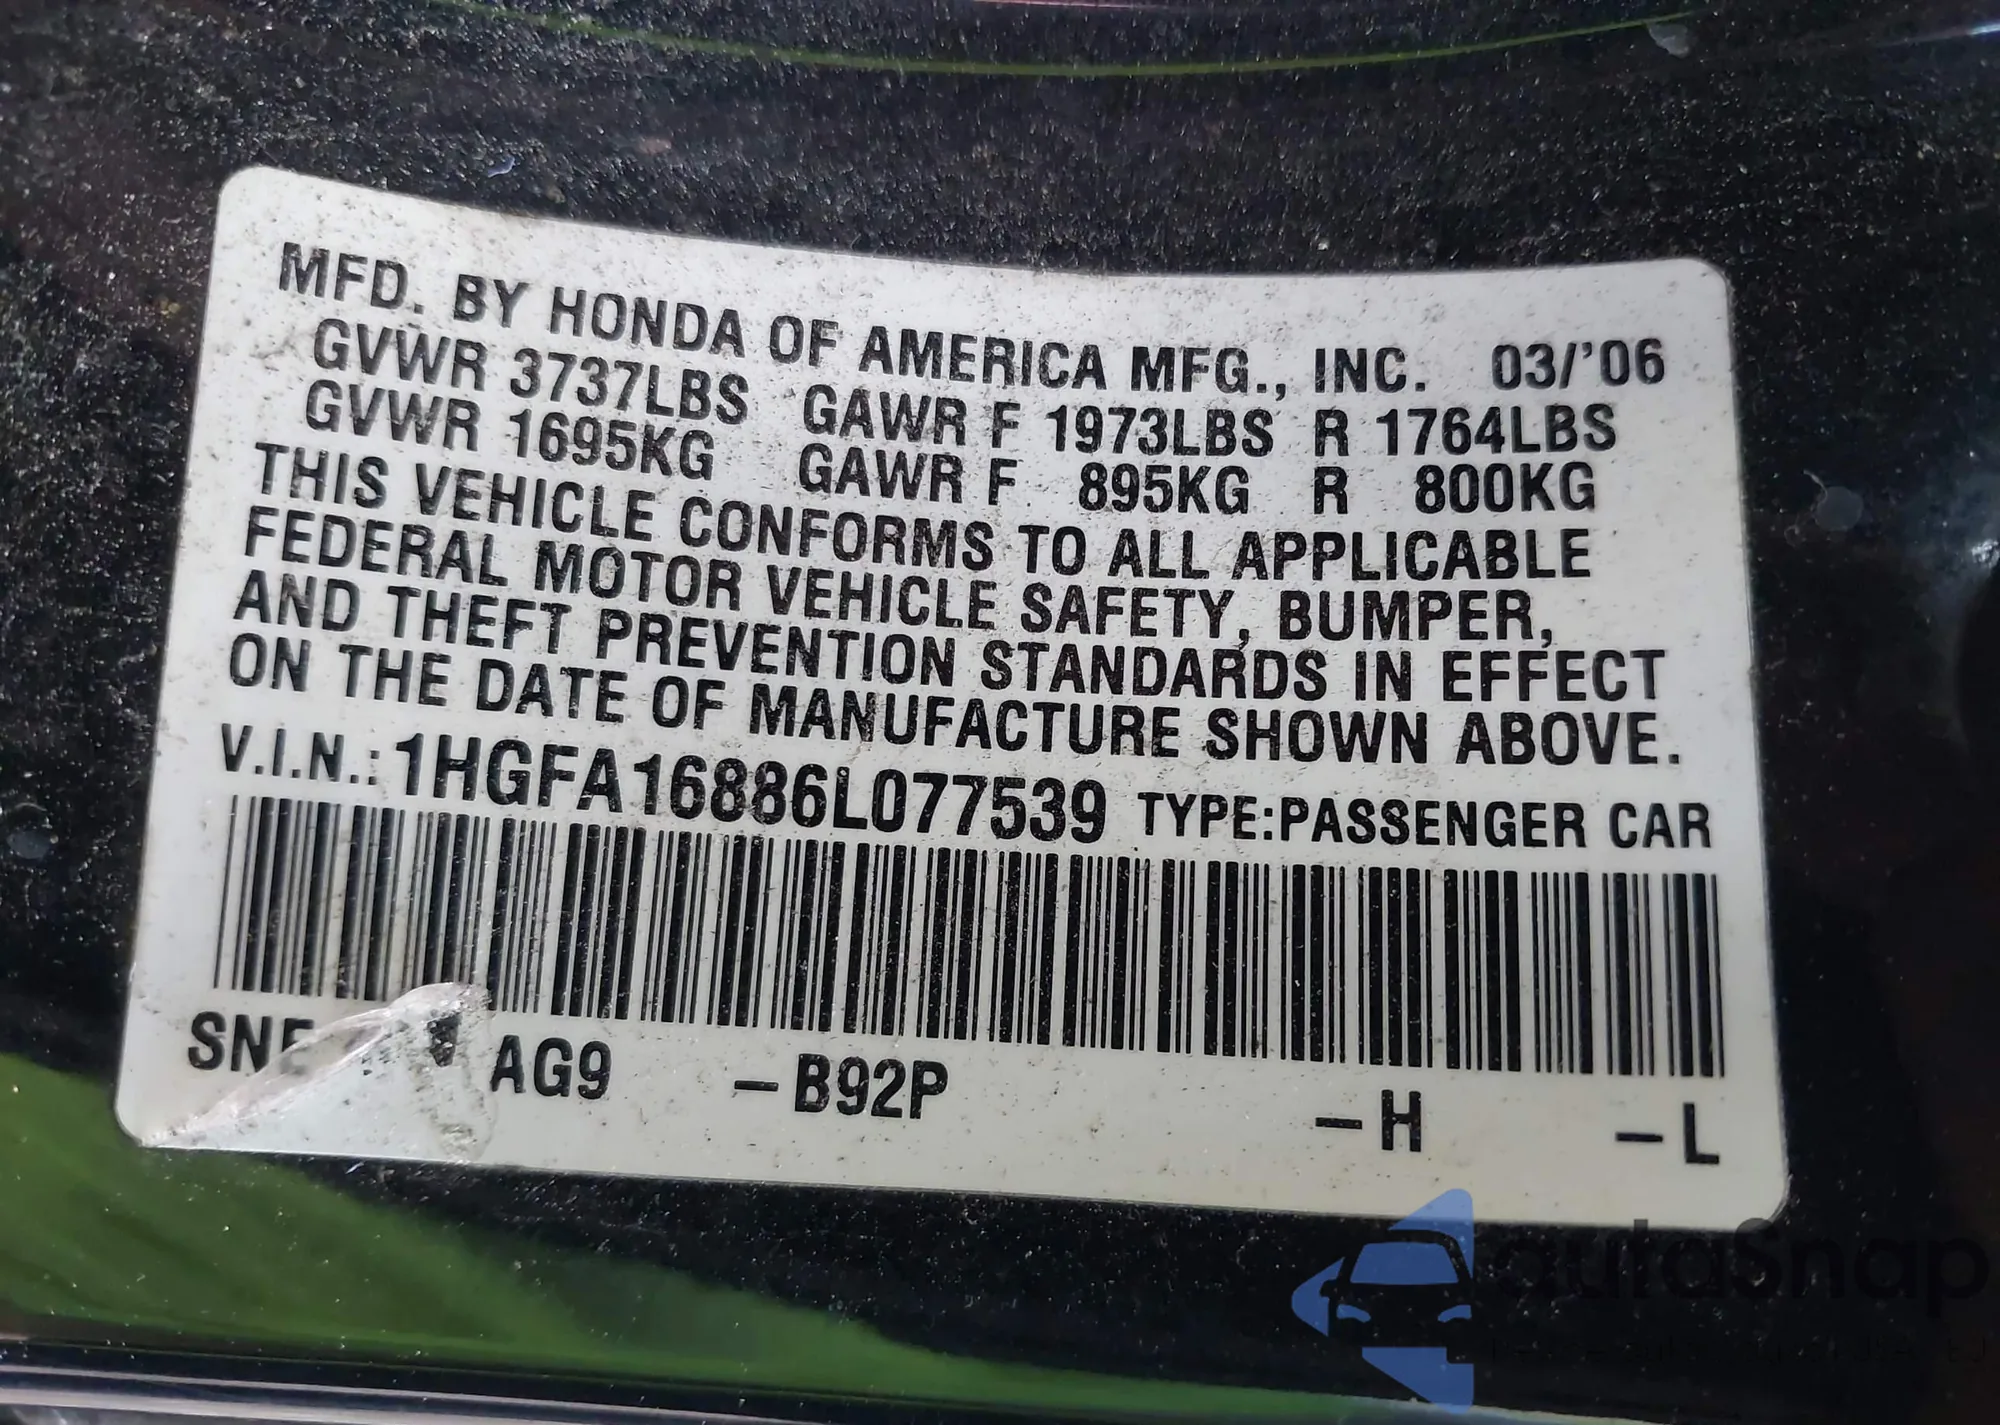 MFD. BY HONDA OF AMERICA MFG., INC. 03/'06
GVWR 3737LBS GAWR F 1973LBS R 1764LBS
GVWR 1695KG GAWR F 895KG R 800KG
THIS VEHICLE CONFORMS TO ALL APPLICABLE
FEDERAL MOTOR VEHICLE SAFETY, BUMPER,
AND THEFT PREVENTION STANDARDS IN EFFECT
ON THE DATE OF MANUFACTURE SHOWN ABOVE.
V.I.N.: 1HGFA16886L077539 TYPE:PASSENGER CAR
AG9 –B92P –H –L
autaSnap